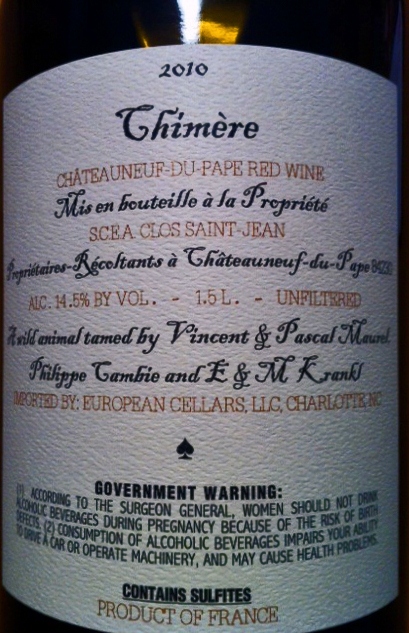 2010
Chimère
CHÂTEAUNEUF-DU-PAPE RED WINE
Mis en bouteille à la Propriété
S.C.E.A. CLOS SAINT-JEAN
Propriétaires-Récoltants à Châteauneuf-du-Pape 84230
ALC. 14.5% BY VOL. - 1.5 L. - UNFILTERED
A wild animal tamed by Vincent & Pascal Maurel
Philippe Cambie and E & M Krankl
IMPORTED BY: EUROPEAN CELLARS, LLC, CHARLOTTE NC
GOVERNMENT WARNING:
(1) ACCORDING TO THE SURGEON GENERAL, WOMEN SHOULD NOT DRINK
ALCOHOLIC BEVERAGES DURING PREGNANCY BECAUSE OF THE RISK OF BIRTH
DEFECTS. (2) CONSUMPTION OF ALCOHOLIC BEVERAGES IMPAIRS YOUR ABILITY
TO DRIVE A CAR OR OPERATE MACHINERY, AND MAY CAUSE HEALTH PROBLEMS.
CONTAINS SULFITES
PRODUCT OF FRANCE